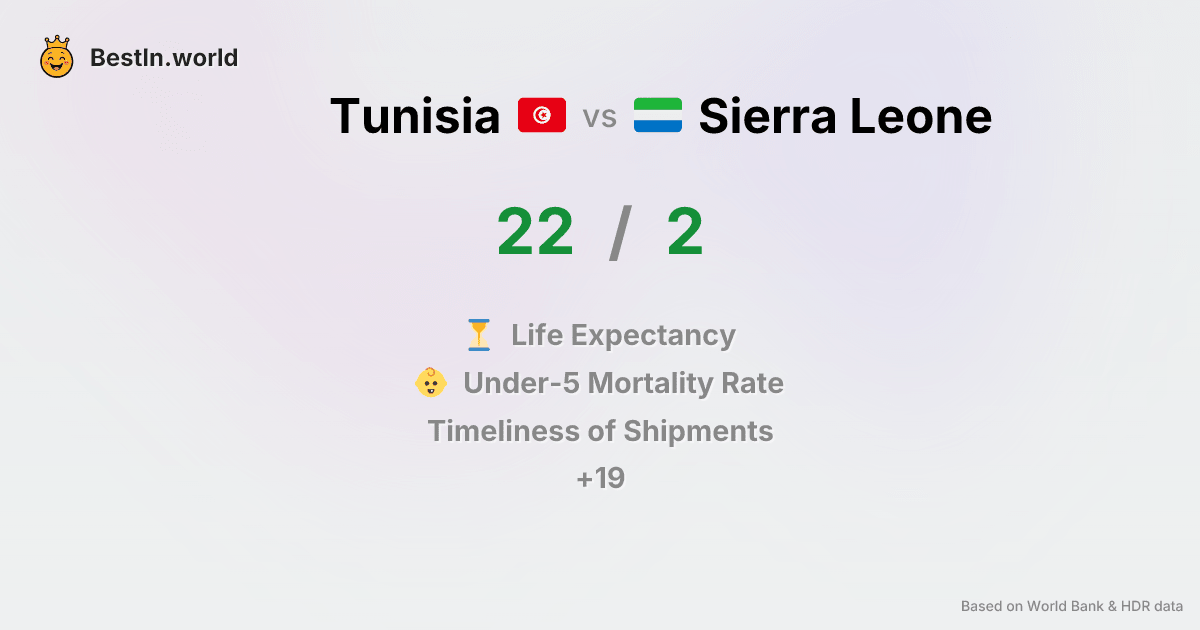 BestIn.world
Tunisia vs Sierra Leone
22 / 2
Life Expectancy
Under-5 Mortality Rate
Timeliness of Shipments
+19
Based on World Bank & HDR data